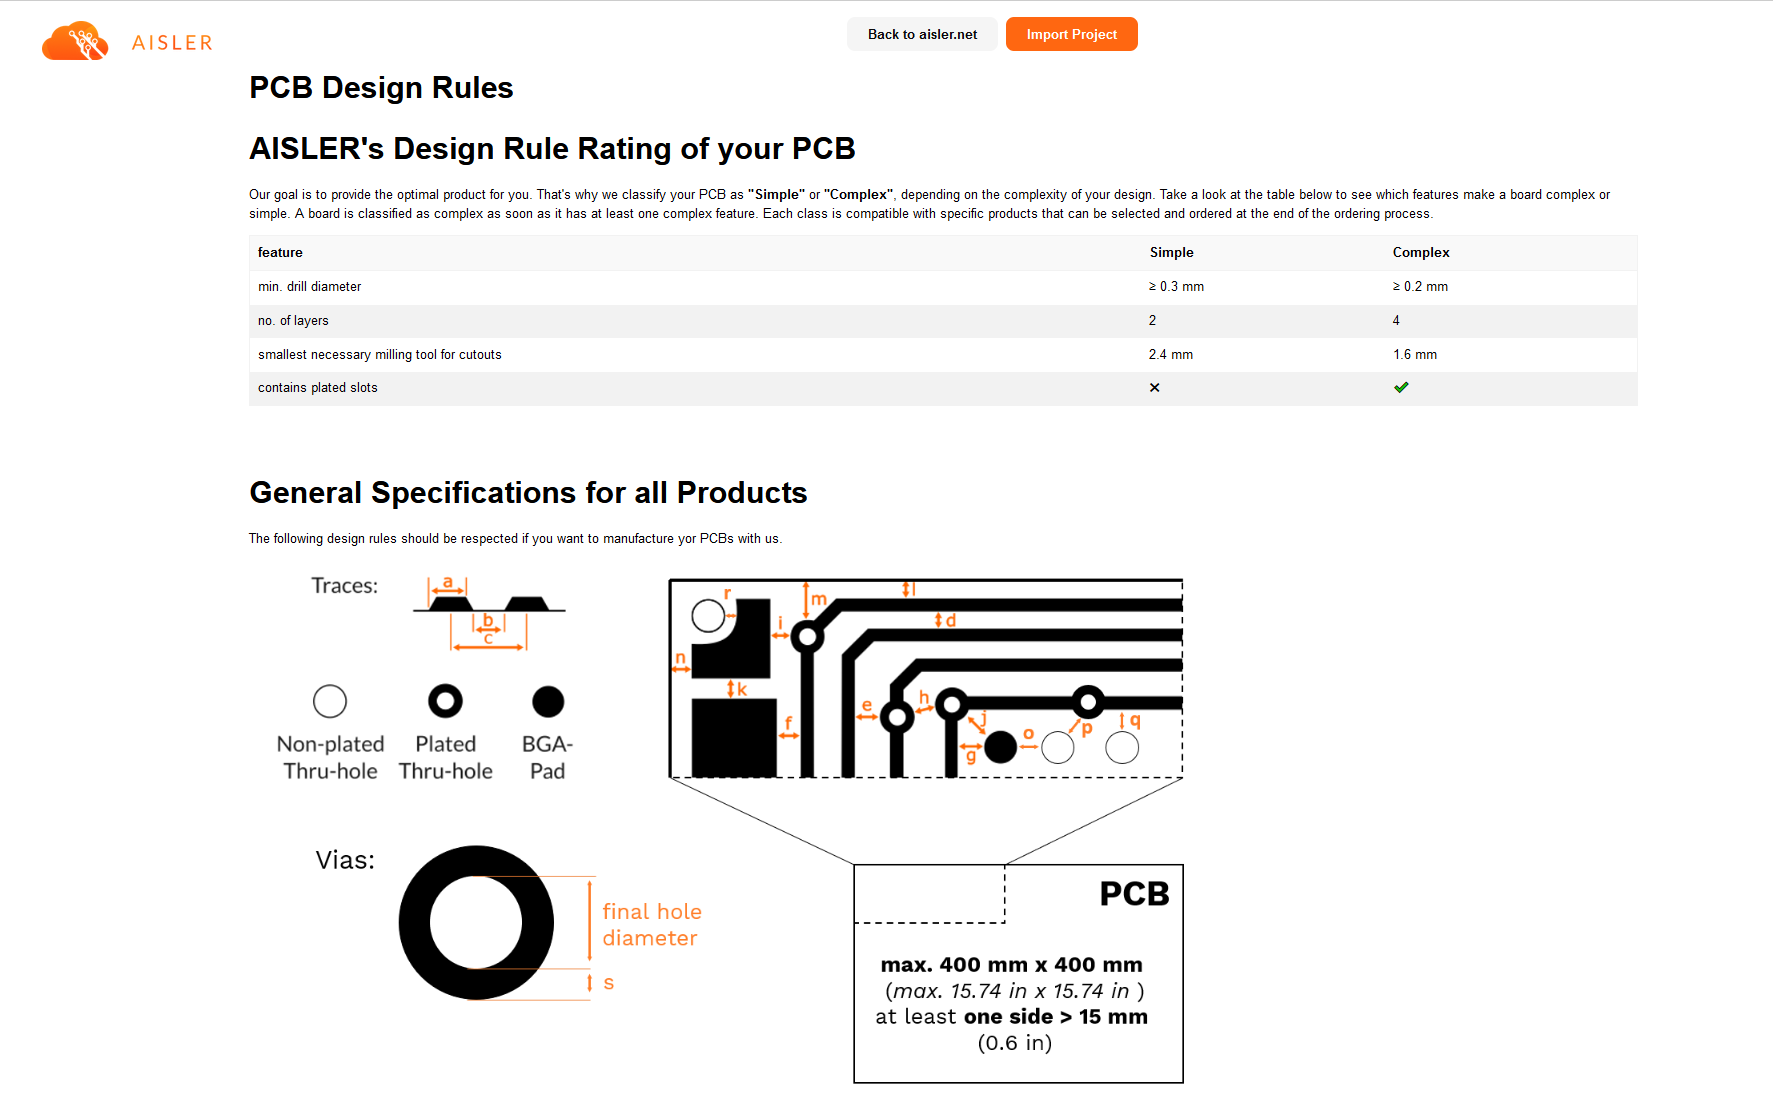 AISLER
Back to aisler.net
Import Project
PCB Design Rules
AISLER's Design Rule Rating of your PCB
Our goal is to provide the optimal product for you. That's why we classify your PCB as "Simple" or "Complex", depending on the complexity of your design. Take a look at the table below to see which features make a board complex or
simple. A board is classified as complex as soon as it has at least one complex feature. Each class is compatible with specific products that can be selected and ordered at the end of the ordering process.
feature Simple Complex
min. drill diameter ≥ 0.3 mm ≥ 0.2 mm
no. of layers 2 4
smallest necessary milling tool for cutouts 2.4 mm 1.6 mm
contains plated slots ✕ ✔
General Specifications for all Products
The following design rules should be respected if you want to manufacture yor PCBs with us.
Traces:
a
b
c
Non-plated
Thru-hole
Plated
Thru-hole
BGA-
Pad
r
m
l
i
d
n
k
f
e
h
j
g
o
p
q
Vias:
final hole
diameter
s
PCB
max. 400 mm x 400 mm
(max. 15.74 in x 15.74 in )
at least one side > 15 mm
(0.6 in)